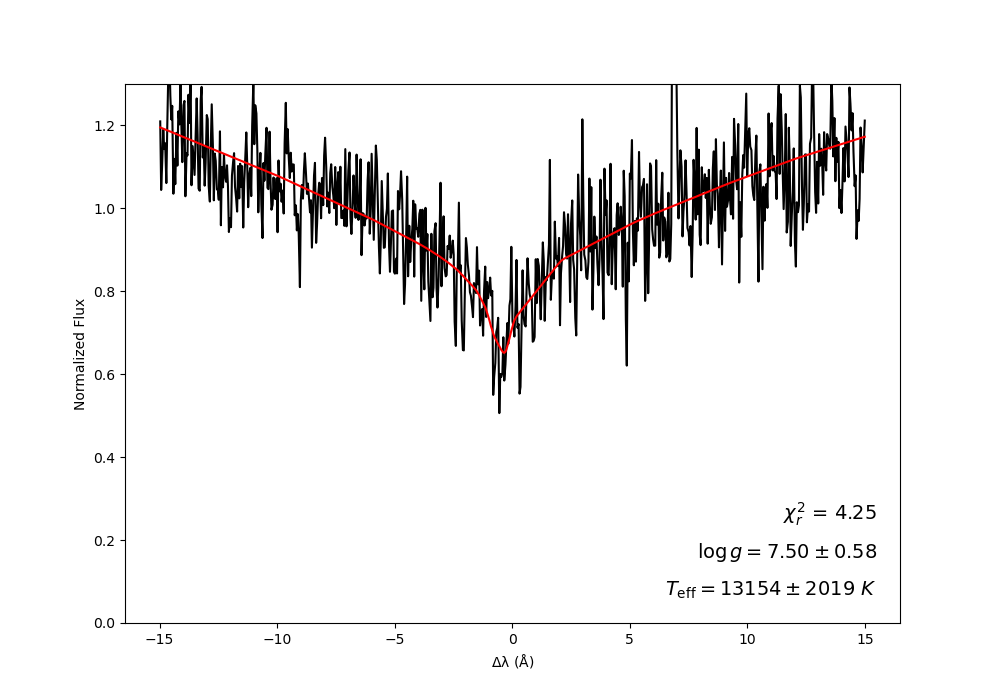 1.2
1.0
0.8
0.6
0.4
0.2
0.0
Normalized Flux
χ²ᵣ = 4.25
log g = 7.50 ± 0.58
T_eff = 13154 ± 2019 K
−15 −10 −5 0 5 10 15
Δλ (Å)